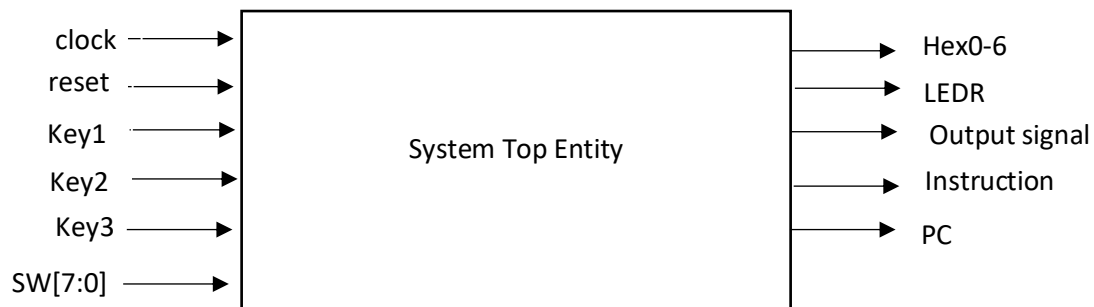 clock
reset
Key1
Key2
Key3
SW[7:0]
System Top Entity
Hex0-6
LEDR
Output signal
Instruction
PC